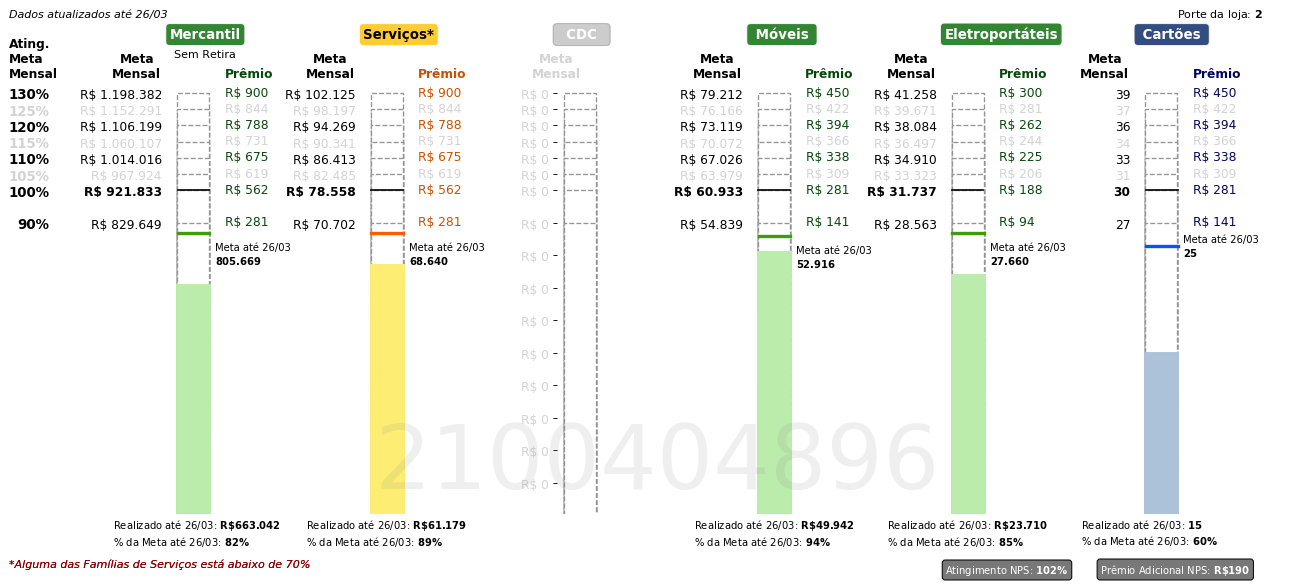 Dados atualizados até 26/03 Porte da loja: 2
Mercantil Serviços* CDC Móveis Eletroportáteis Cartões
Sem Retira
Ating. Meta Mensal
Meta Mensal Prêmio Meta Mensal Prêmio Meta Mensal Meta Mensal Prêmio Meta Mensal Prêmio Meta Mensal Prêmio
130% R$ 1.198.382 R$ 900 R$ 102.125 R$ 900 R$ 0 R$ 79.212 R$ 450 R$ 41.258 R$ 300 39 R$ 450
125% R$ 1.152.291 R$ 844 R$ 98.197 R$ 844 R$ 0 R$ 76.166 R$ 422 R$ 39.671 R$ 281 37 R$ 422
120% R$ 1.106.199 R$ 788 R$ 94.269 R$ 788 R$ 0 R$ 73.119 R$ 394 R$ 38.084 R$ 262 36 R$ 394
115% R$ 1.060.107 R$ 731 R$ 90.341 R$ 731 R$ 0 R$ 70.072 R$ 366 R$ 36.497 R$ 244 34 R$ 366
110% R$ 1.014.016 R$ 675 R$ 86.413 R$ 675 R$ 0 R$ 67.026 R$ 338 R$ 34.910 R$ 225 33 R$ 338
105% R$ 967.924 R$ 619 R$ 82.485 R$ 619 R$ 0 R$ 63.979 R$ 309 R$ 33.323 R$ 206 31 R$ 309
100% R$ 921.833 R$ 562 R$ 78.558 R$ 562 R$ 0 R$ 60.933 R$ 281 R$ 31.737 R$ 188 30 R$ 281
90% R$ 829.649 R$ 281 R$ 70.702 R$ 281 R$ 0 R$ 54.839 R$ 141 R$ 28.563 R$ 94 27 R$ 141
Meta até 26/03 Meta até 26/03 Meta até 26/03 Meta até 26/03 Meta até 26/03
805.669 68.640 52.916 27.660 25
R$ 0
R$ 0
R$ 0
R$ 0
R$ 0
R$ 0
R$ 0
R$ 0
2100404896
Realizado até 26/03: R$663.042 Realizado até 26/03: R$61.179 Realizado até 26/03: R$49.942 Realizado até 26/03: R$23.710 Realizado até 26/03: 15
% da Meta até 26/03: 82% % da Meta até 26/03: 89% % da Meta até 26/03: 94% % da Meta até 26/03: 85% % da Meta até 26/03: 60%
*Alguma das Famílias de Serviços está abaixo de 70% Atingimento NPS: 102% Prêmio Adicional NPS: R$190